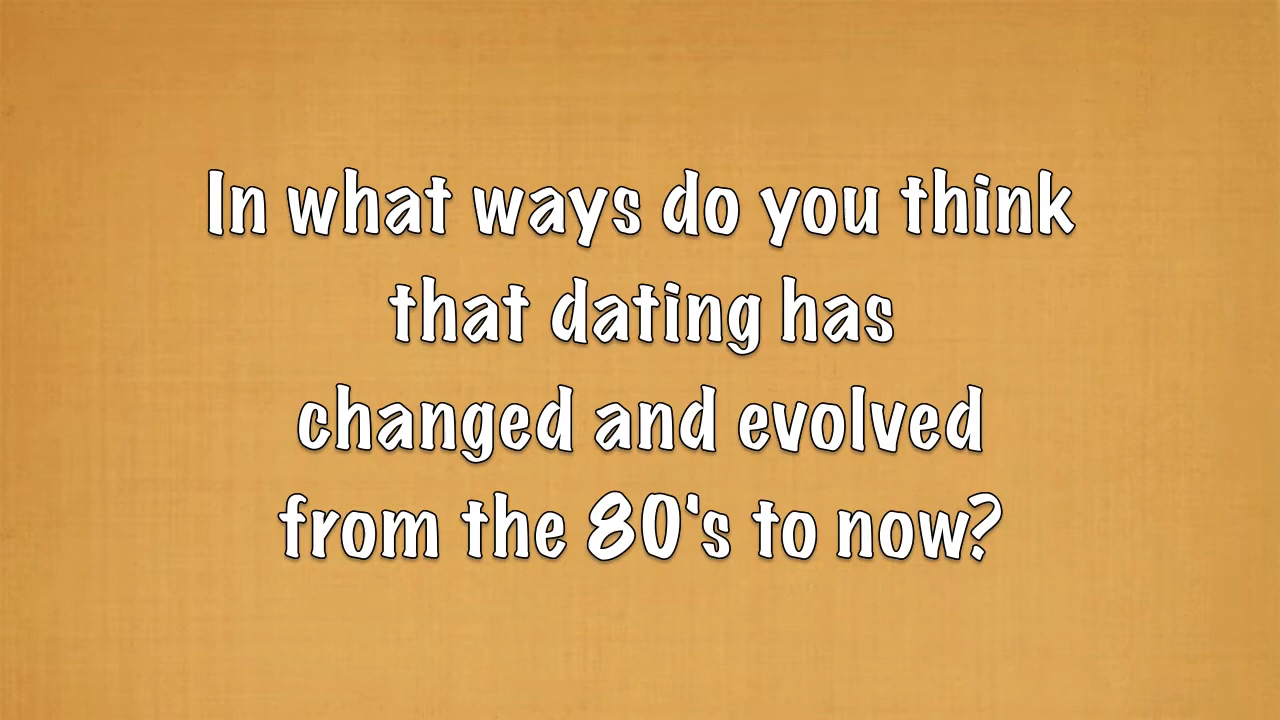 In what ways do you think
that dating has
changed and evolved
from the 80's to now?